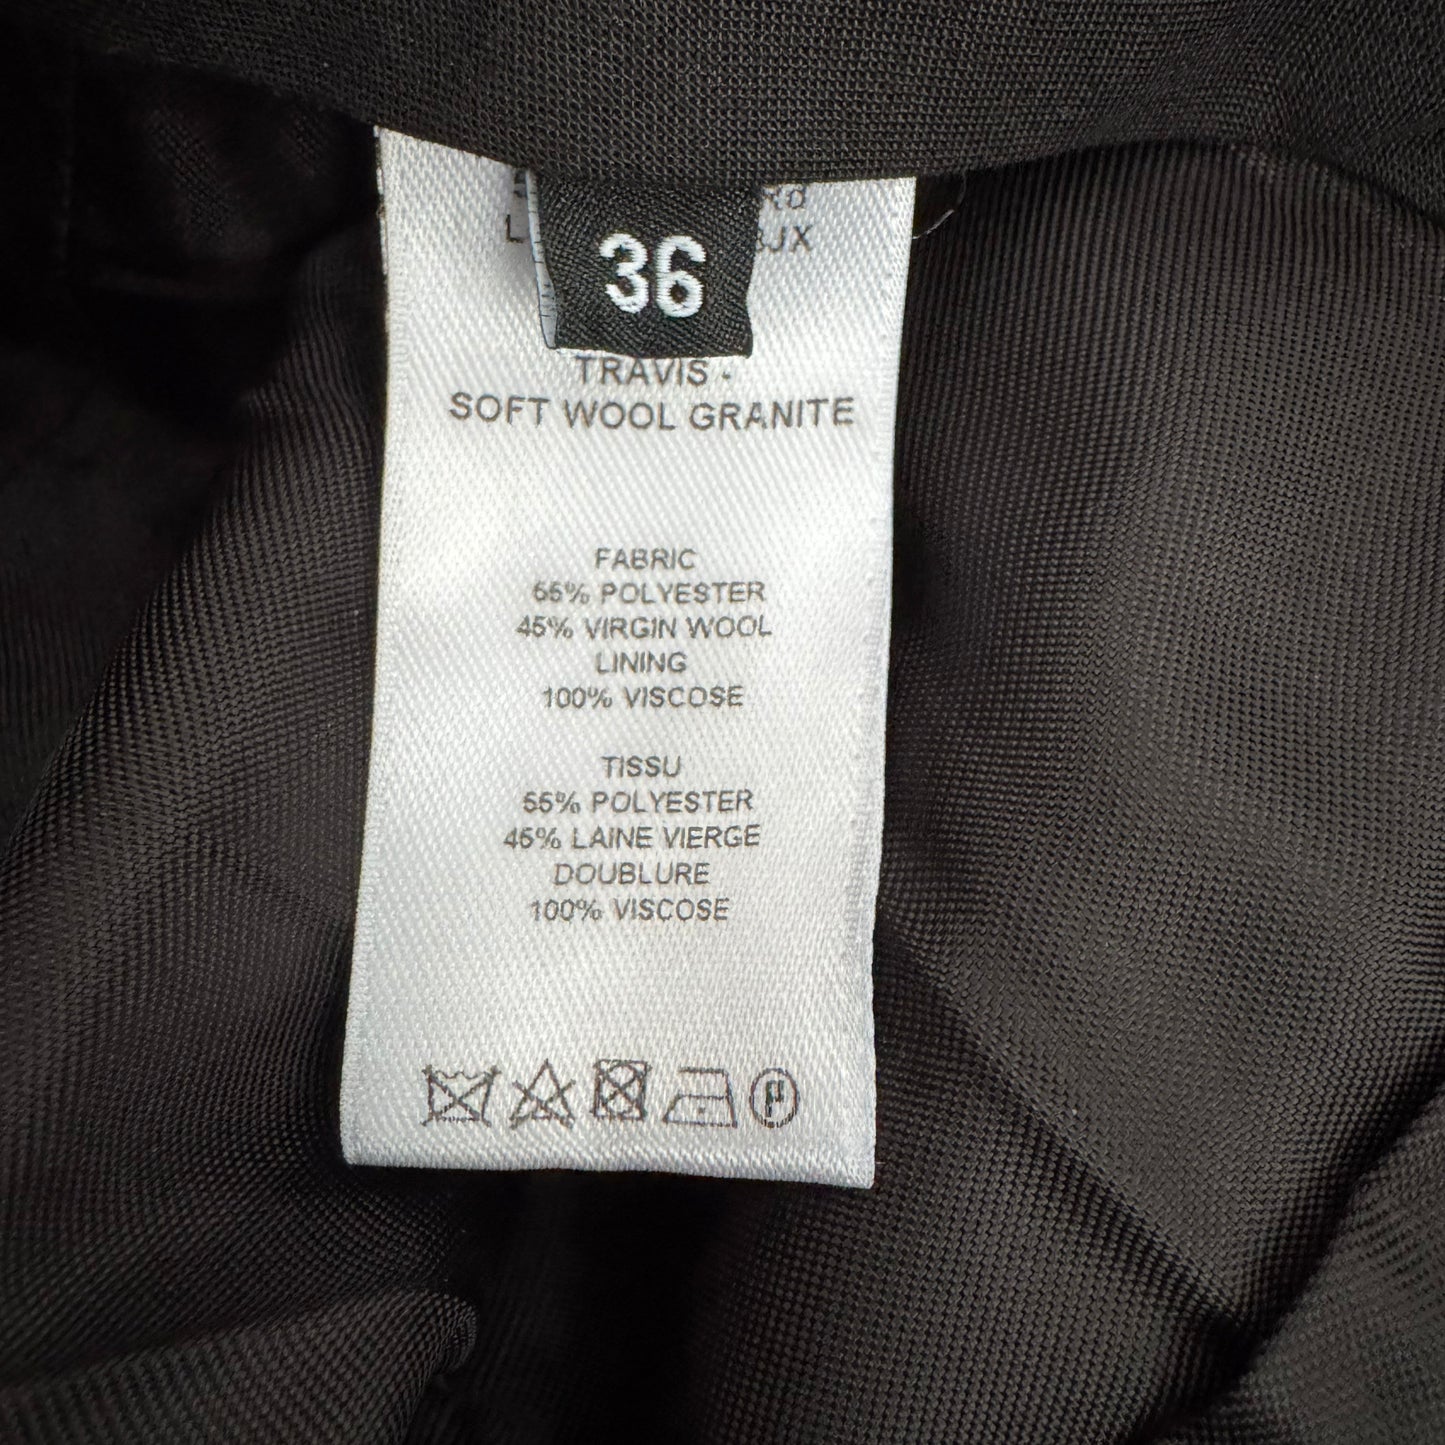 36
TRAVIS -
SOFT WOOL GRANITE
FABRIC
55% POLYESTER
45% VIRGIN WOOL
LINING
100% VISCOSE
TISSU
55% POLYESTER
45% LAINE VIERGE
DOUBLURE
100% VISCOSE